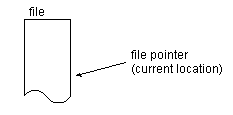 file
file pointer
(current location)